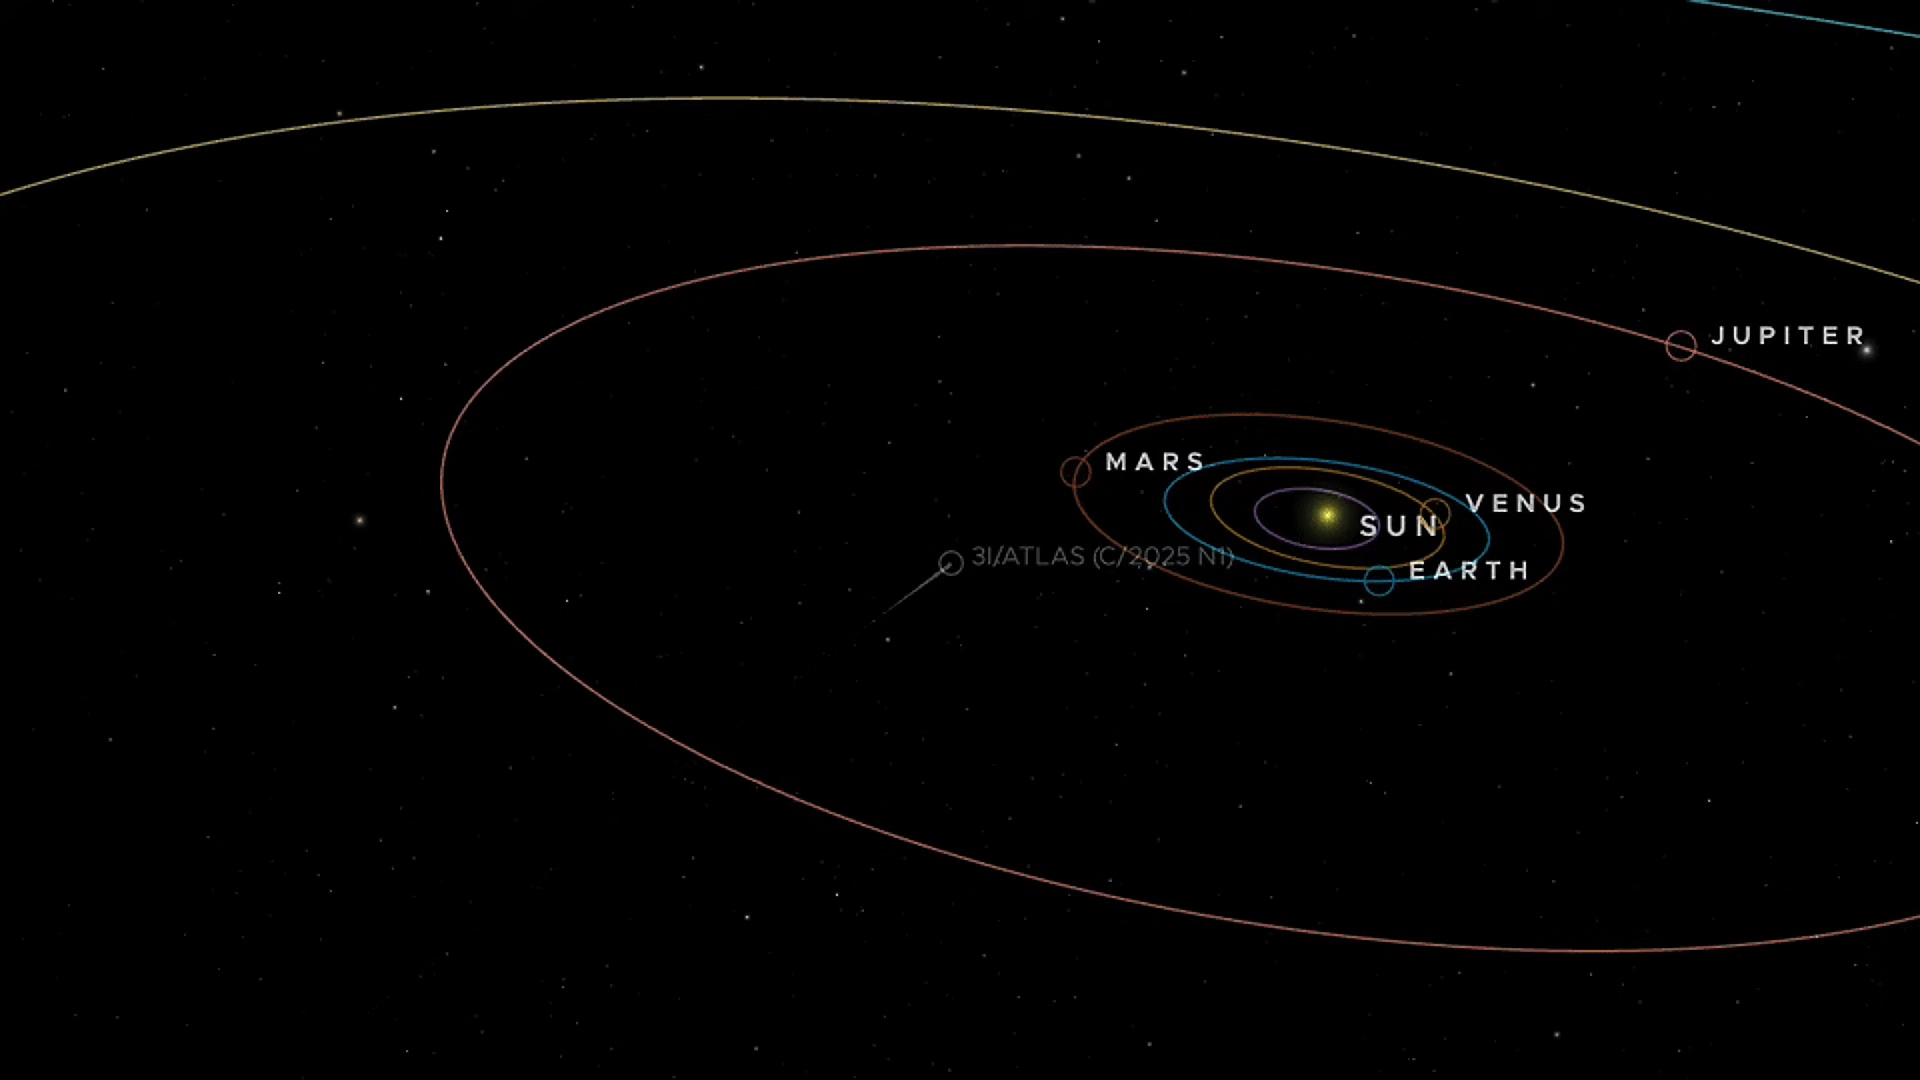 JUPITER
MARS
VENUS
SUN
3I/ATLAS (C/2025 N1)
EARTH